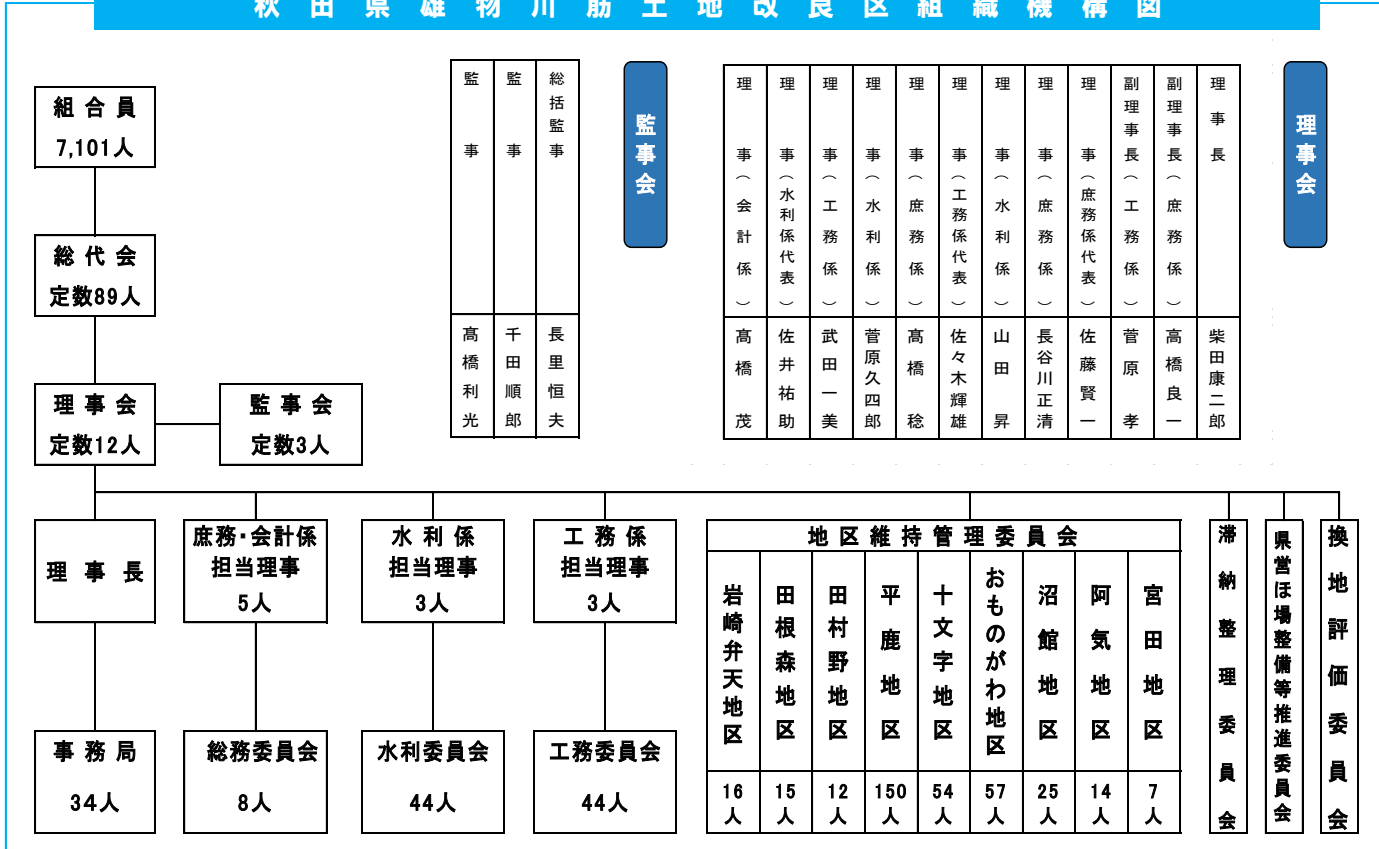 秋田県雄物川筋土地改良区組織機構図
理事会
理事長 柴田康二郎
副理事長(庶務係) 高橋良一
副理事長(工務係) 菅原孝
理事(庶務係代表) 佐藤賢一
理事(庶務係) 長谷川正清
理事(水利係) 山田昇
理事(工務係代表) 佐々木輝雄
理事(庶務係) 髙橋稔
理事(水利係) 菅原久四郎
理事(工務係) 武田一美
理事(水利係代表) 佐井祐助
理事(会計係) 髙橋茂
監事会
総括監事 長里恒夫
監事 千田順郎
監事 髙橋利光
組合員
7,101人
総代会
定数89人
理事会
定数12人
監事会
定数3人
理事長
庶務・会計係
担当理事
5人
水利係
担当理事
3人
工務係
担当理事
3人
地区維持管理委員会
岩崎弁天地区
16人
田根森地区
15人
田村野地区
12人
平鹿地区
150人
十文字地区
54人
おものがわ地区
57人
沼館地区
25人
阿気地区
14人
宮田地区
7人
滞納整理委員会
県営ほ場整備等推進委員会
換地評価委員会
事務局
34人
総務委員会
8人
水利委員会
44人
工務委員会
44人